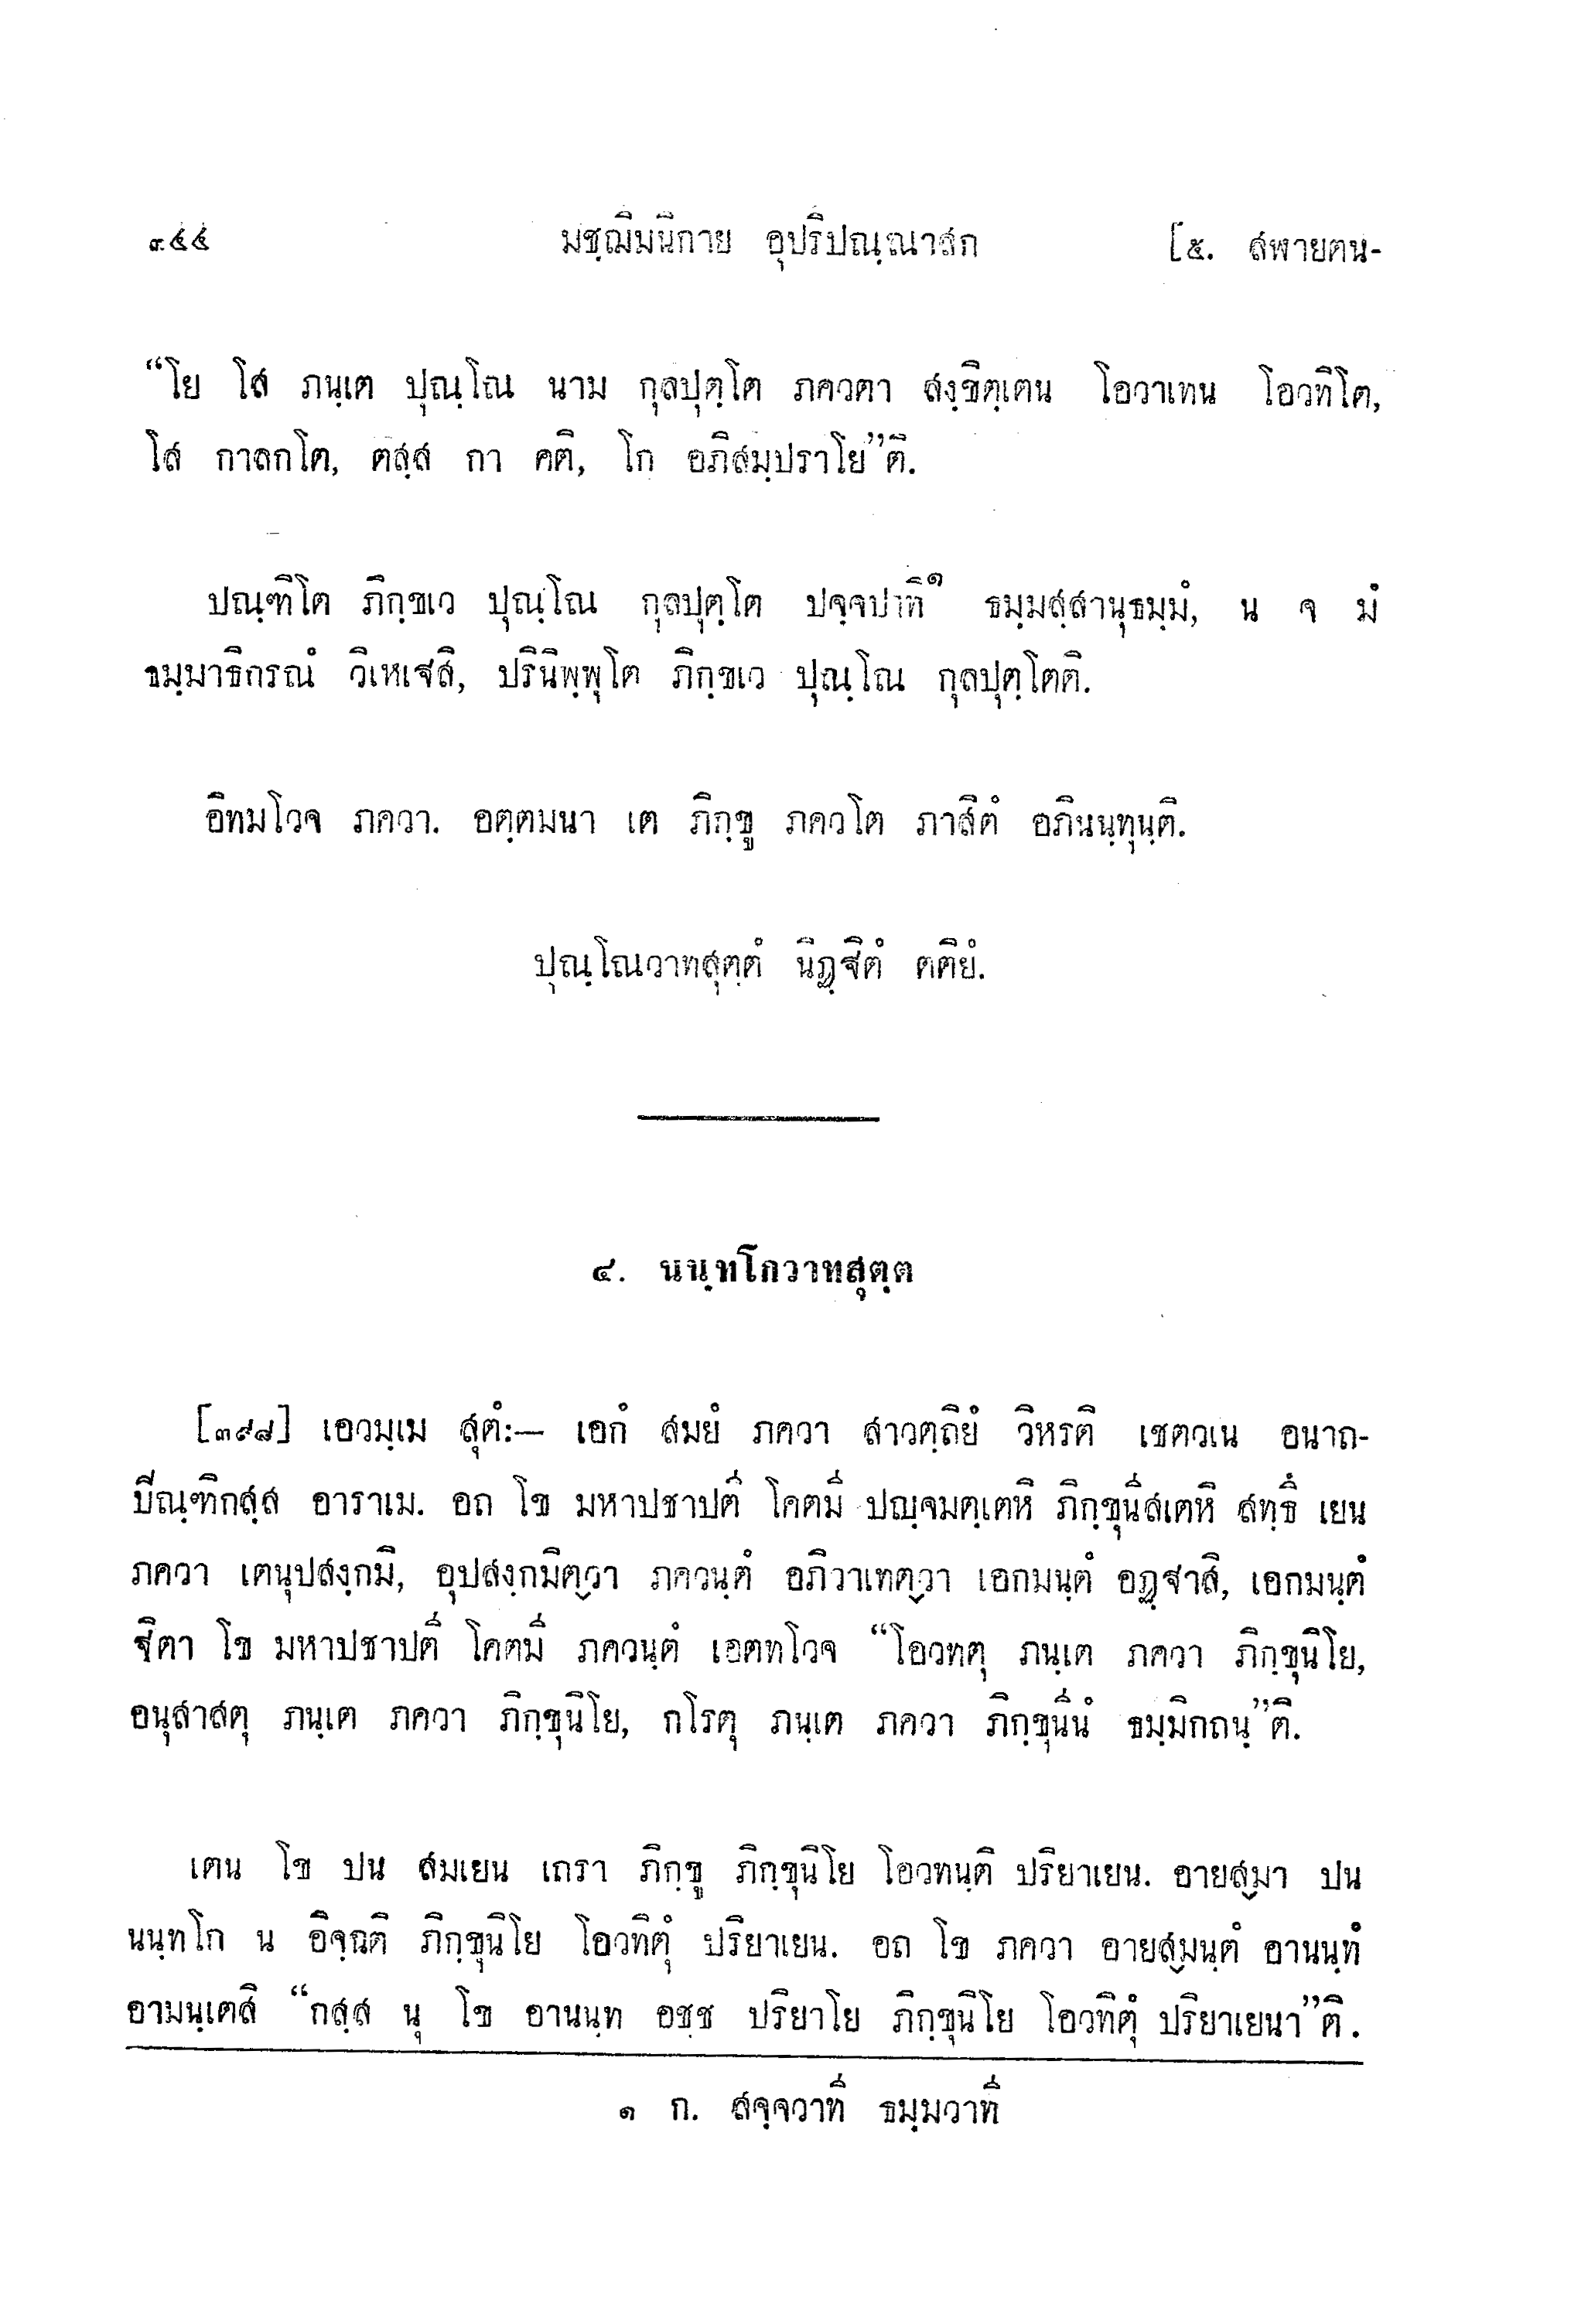 ๓๕๔ มชฺฌิมนิกาย อุปริปณฺณาสก [๕. สฬายตน-
“โย โส ภนฺเต ปุณฺโณ นาม กุลปุตฺโต ภควตา สงฺขิตฺเตน โอวาเทน โอวทิโต,
โส กาลกโต, ตสฺส กา คติ, โก อภิสมฺปราโย”ติ.
ปณฺฑิโต ภิกฺขเว ปุณฺโณ กุลปุตฺโต ปจฺจปาทิ๑ ธมฺมสฺสานุธมฺมํ, น จ มํ
ธมฺมาธิกรณํ วิเหเฐสิ, ปรินิพฺพุโต ภิกฺขเว ปุณฺโณ กุลปุตฺโตติ.
อิทมโวจ ภควา. อตฺตมนา เต ภิกฺขู ภควโต ภาสิตํ อภินนฺทุนฺติ.
ปุณฺโณวาทสุตฺตํ นิฏฺฐิตํ ตติยํ.
๔. นนฺทโกวาทสุตฺต
[๓๙๘] เอวมฺเม สุตํ:— เอกํ สมยํ ภควา สาวตฺถิยํ วิหรติ เชตวเน อนาถ-
ปิณฺฑิกสฺส อาราเม. อถ โข มหาปชาปตี โคตมี ปญฺจมตฺเตหิ ภิกฺขุนีสเตหิ สทฺธึ เยน
ภควา เตนุปสงฺกมิ, อุปสงฺกมิตฺวา ภควนฺตํ อภิวาเทตฺวา เอกมนฺตํ อฏฺฐาสิ, เอกมนฺตํ
ฐิตา โข มหาปชาปตี โคตมี ภควนฺตํ เอตทโวจ “โอวทตุ ภนฺเต ภควา ภิกฺขุนิโย,
อนุสาสตุ ภนฺเต ภควา ภิกฺขุนิโย, กโรตุ ภนฺเต ภควา ภิกฺขุนีนํ ธมฺมิกถนฺ”ติ.
เตน โข ปน สมเยน เถรา ภิกฺขู ภิกฺขุนิโย โอวทนฺติ ปริยาเยน. อายสฺมา ปน
นนฺทโก น อิจฺฉติ ภิกฺขุนิโย โอวทิตุํ ปริยาเยน. อถ โข ภควา อายสฺมนฺตํ อานนฺทํ
อามนฺเตสิ “กสฺส นุ โข อานนฺท อชฺช ปริยาโย ภิกฺขุนิโย โอวทิตุํ ปริยาเยนา”ติ.
๑ ก. สจฺจวาที ธมฺมวาที